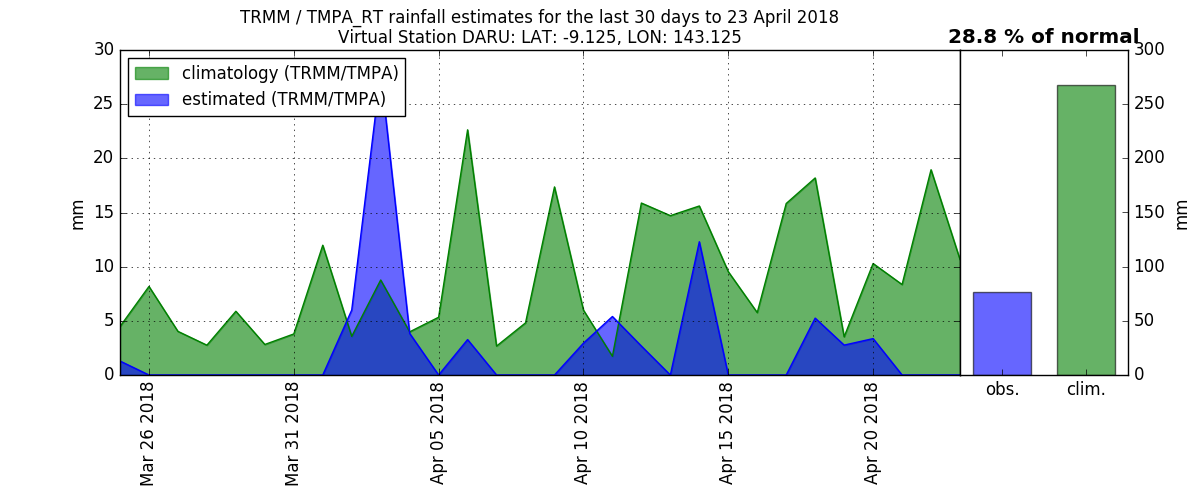 TRMM / TMPA_RT rainfall estimates for the last 30 days to 23 April 2018
Virtual Station DARU: LAT: -9.125, LON: 143.125
28.8 % of normal
climatology (TRMM/TMPA)
estimated (TRMM/TMPA)
30
25
20
15
10
5
0
mm
Mar 26 2018
Mar 31 2018
Apr 05 2018
Apr 10 2018
Apr 15 2018
Apr 20 2018
300
250
200
150
100
50
0
mm
obs.
clim.